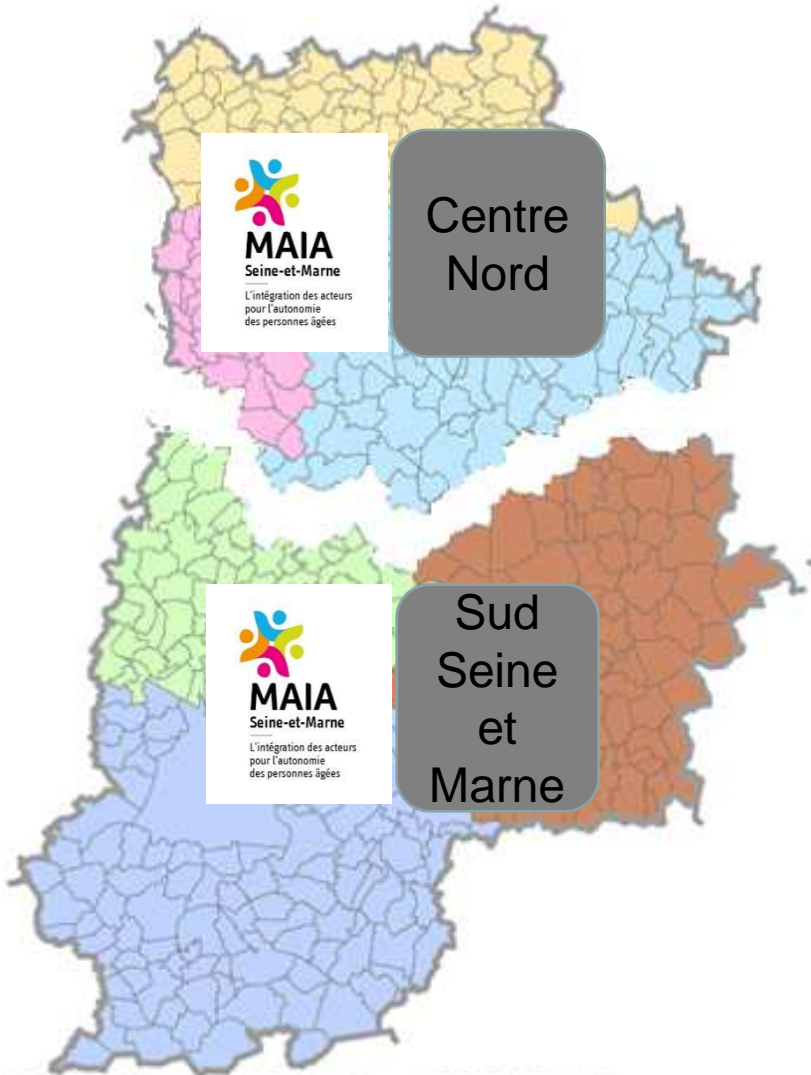 MAIA
Seine-et-Marne
L'intégration des acteurs
pour l'autonomie
des personnes âgées
Centre
Nord
MAIA
Seine-et-Marne
L'intégration des acteurs
pour l'autonomie
des personnes âgées
Sud
Seine
et
Marne